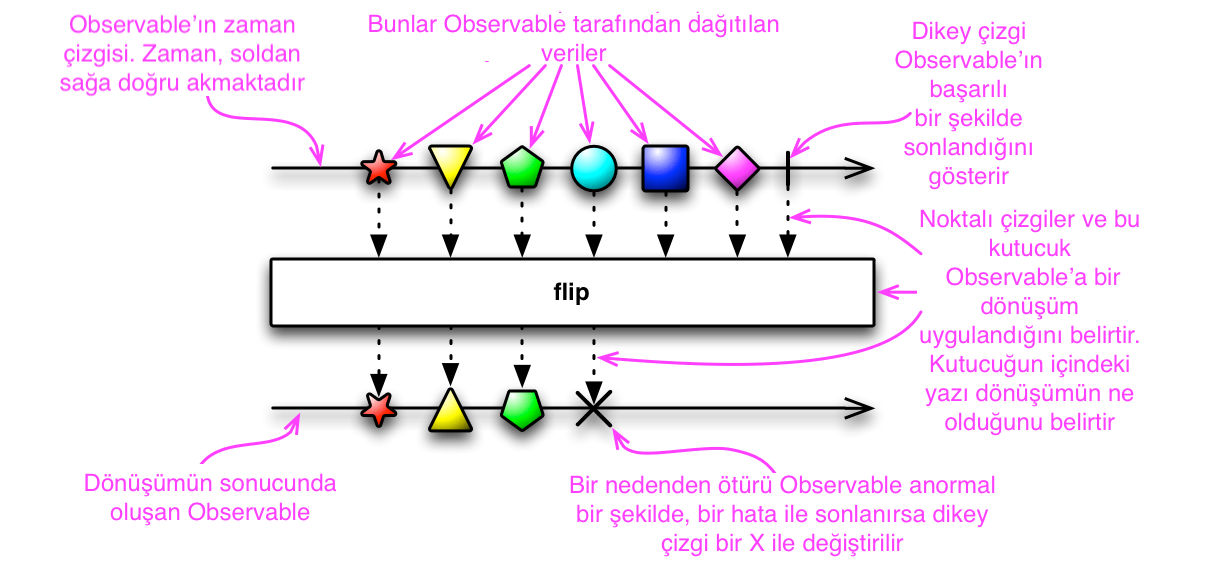 Observable’ın zaman
çizgisi. Zaman, soldan
sağa doğru akmaktadır
Bunlar Observable tarafından dağıtılan
veriler
Dikey çizgi
Observable’ın
başarılı
bir şekilde
sonlandığını
gösterir
Noktalı çizgiler ve bu
kutucuk
Observable’a bir
dönüşüm
uygulandığını belirtir.
Kutucuğun içindeki
yazı dönüşümün ne
olduğunu belirtir
flip
Dönüşümün sonucunda
oluşan Observable
Bir nedenden ötürü Observable anormal
bir şekilde, bir hata ile sonlanırsa dikey
çizgi bir X ile değiştirilir